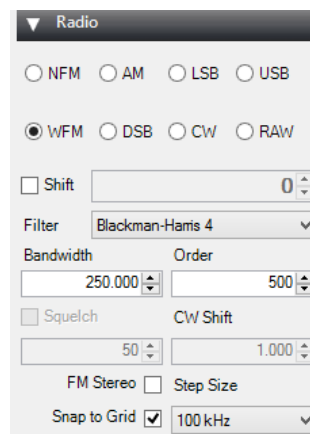 Radio
NFM AM LSB USB
WFM DSB CW RAW
Shift 0
Filter Blackman-Harris 4
Bandwidth Order
250.000 500
Squelch CW Shift
50 1.000
FM Stereo Step Size
Snap to Grid 100 kHz